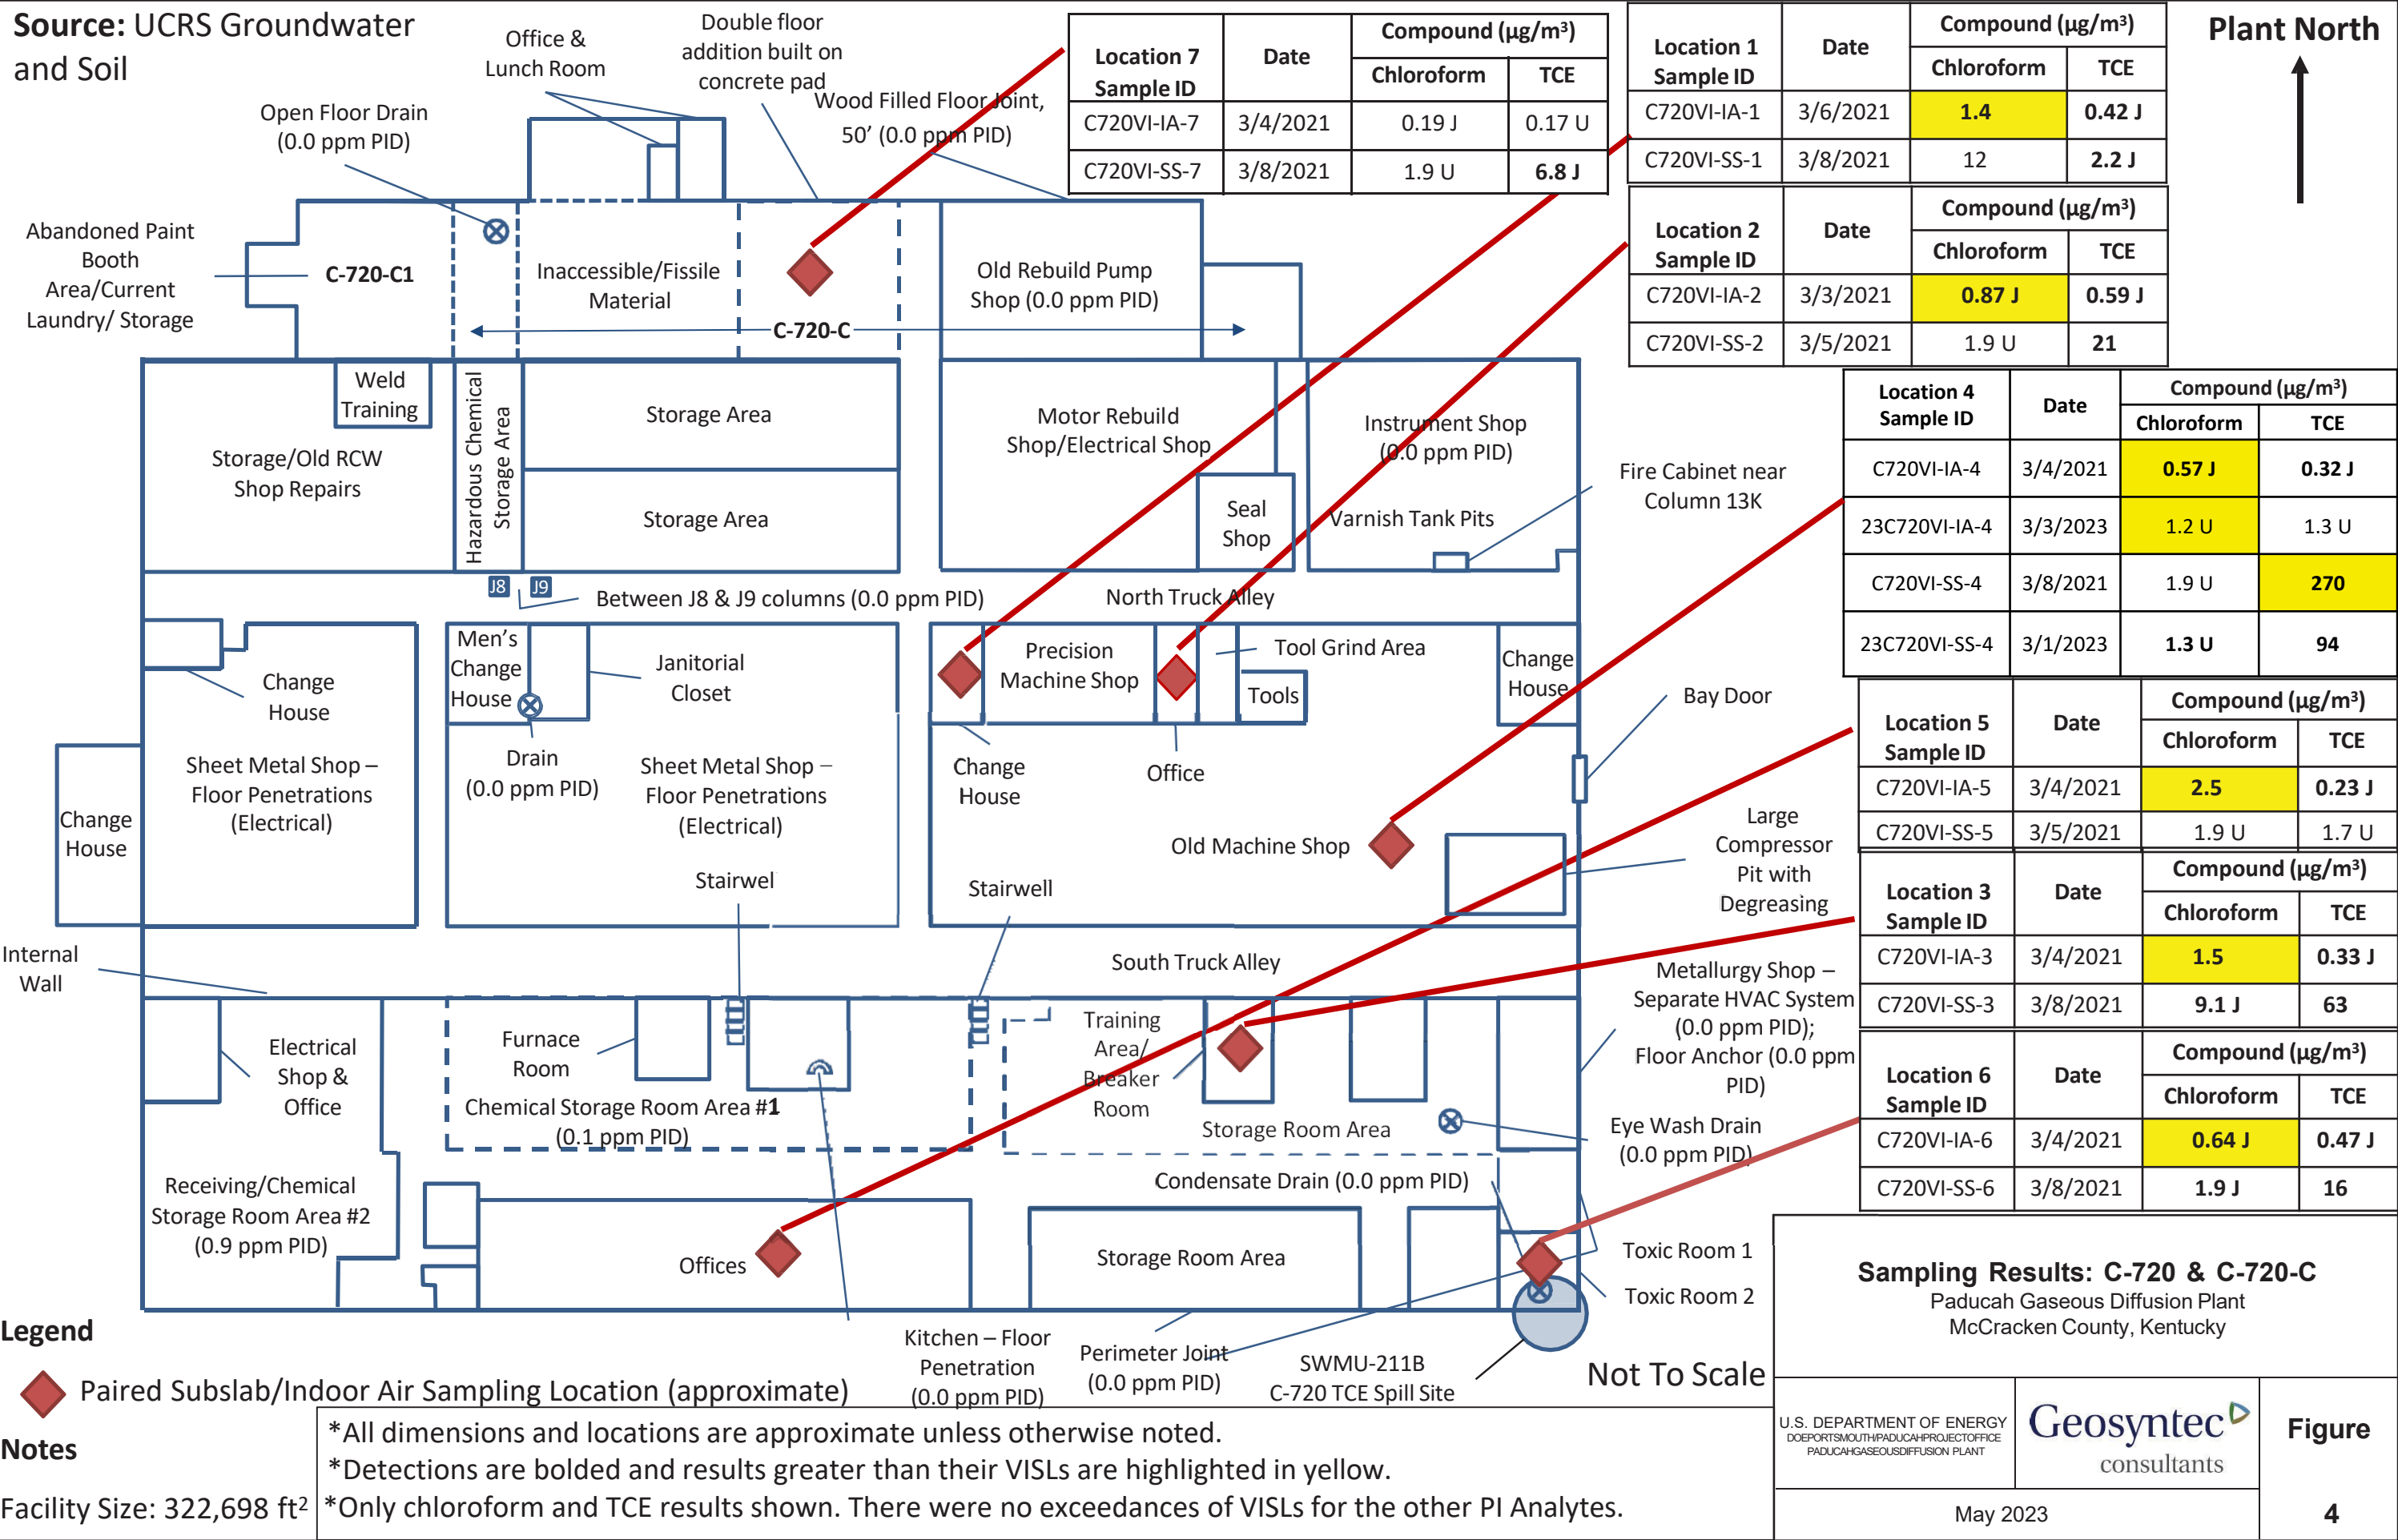 Source: UCRS Groundwater
and Soil
Office &
Lunch Room
Double floor
addition built on
concrete pad
Wood Filled Floor Joint,
50’ (0.0 ppm PID)
Open Floor Drain
(0.0 ppm PID)
Plant North
Location 7
Sample ID
Date
Compound (µg/m³)
Chloroform
TCE
C720VI-IA-7 3/4/2021 0.19 J 0.17 U
C720VI-SS-7 3/8/2021 1.9 U 6.8 J
Location 1
Sample ID
Date
Compound (µg/m³)
Chloroform
TCE
C720VI-IA-1 3/6/2021 1.4 0.42 J
C720VI-SS-1 3/8/2021 12 2.2 J
Location 2
Sample ID
Date
Compound (µg/m³)
Chloroform
TCE
C720VI-IA-2 3/3/2021 0.87 J 0.59 J
C720VI-SS-2 3/5/2021 1.9 U 21
Location 4
Sample ID
Date
Compound (µg/m³)
Chloroform
TCE
C720VI-IA-4 3/4/2021 0.57 J 0.32 J
23C720VI-IA-4 3/3/2023 1.2 U 1.3 U
C720VI-SS-4 3/8/2021 1.9 U 270
23C720VI-SS-4 3/1/2023 1.3 U 94
Location 5
Sample ID
Date
Compound (µg/m³)
Chloroform
TCE
C720VI-IA-5 3/4/2021 2.5 0.23 J
C720VI-SS-5 3/5/2021 1.9 U 1.7 U
Location 3
Sample ID
Date
Compound (µg/m³)
Chloroform
TCE
C720VI-IA-3 3/4/2021 1.5 0.33 J
C720VI-SS-3 3/8/2021 9.1 J 63
Location 6
Sample ID
Date
Compound (µg/m³)
Chloroform
TCE
C720VI-IA-6 3/4/2021 0.64 J 0.47 J
C720VI-SS-6 3/8/2021 1.9 J 16
Abandoned Paint
Booth
Area/Current
Laundry/ Storage
C-720-C1
Inaccessible/Fissile
Material
C-720-C
Old Rebuild Pump
Shop (0.0 ppm PID)
Weld
Training
Storage/Old RCW
Shop Repairs
Hazardous Chemical
Storage Area
Storage Area
Storage Area
Motor Rebuild
Shop/Electrical Shop
Seal
Shop
Instrument Shop
(0.0 ppm PID)
Varnish Tank Pits
Fire Cabinet near
Column 13K
J8 J9
Between J8 & J9 columns (0.0 ppm PID)
North Truck Alley
Change
House
Men’s
Change
House
Janitorial
Closet
Drain
(0.0 ppm PID)
Precision
Machine Shop
Tool Grind Area
Tools
Change
House
Bay Door
Change
House
Sheet Metal Shop –
Floor Penetrations
(Electrical)
Sheet Metal Shop –
Floor Penetrations
(Electrical)
Change
House
Office
Old Machine Shop
Large
Compressor
Pit with
Degreasing
Stairwel
Stairwell
Internal
Wall
South Truck Alley
Metallurgy Shop –
Separate HVAC System
(0.0 ppm PID);
Floor Anchor (0.0 ppm
PID)
Electrical
Shop &
Office
Furnace
Room
Chemical Storage Room Area #1
(0.1 ppm PID)
Training
Area/
Breaker
Room
Storage Room Area
Eye Wash Drain
(0.0 ppm PID)
Condensate Drain (0.0 ppm PID)
Receiving/Chemical
Storage Room Area #2
(0.9 ppm PID)
Offices
Storage Room Area
Toxic Room 1
Toxic Room 2
Kitchen – Floor
Penetration
(0.0 ppm PID)
Perimeter Joint
(0.0 ppm PID)
SWMU-211B
C-720 TCE Spill Site
Not To Scale
Legend
Paired Subslab/Indoor Air Sampling Location (approximate)
Notes
Facility Size: 322,698 ft²
*All dimensions and locations are approximate unless otherwise noted.
*Detections are bolded and results greater than their VISLs are highlighted in yellow.
*Only chloroform and TCE results shown. There were no exceedances of VISLs for the other PI Analytes.
Sampling Results: C-720 & C-720-C
Paducah Gaseous Diffusion Plant
McCracken County, Kentucky
U.S. DEPARTMENT OF ENERGY
DOEPORTSMOUTH/PADUCAHPROJECTOFFICE
PADUCAHGASEOUSDIFFUSION PLANT
Geosyntec
consultants
Figure
4
May 2023